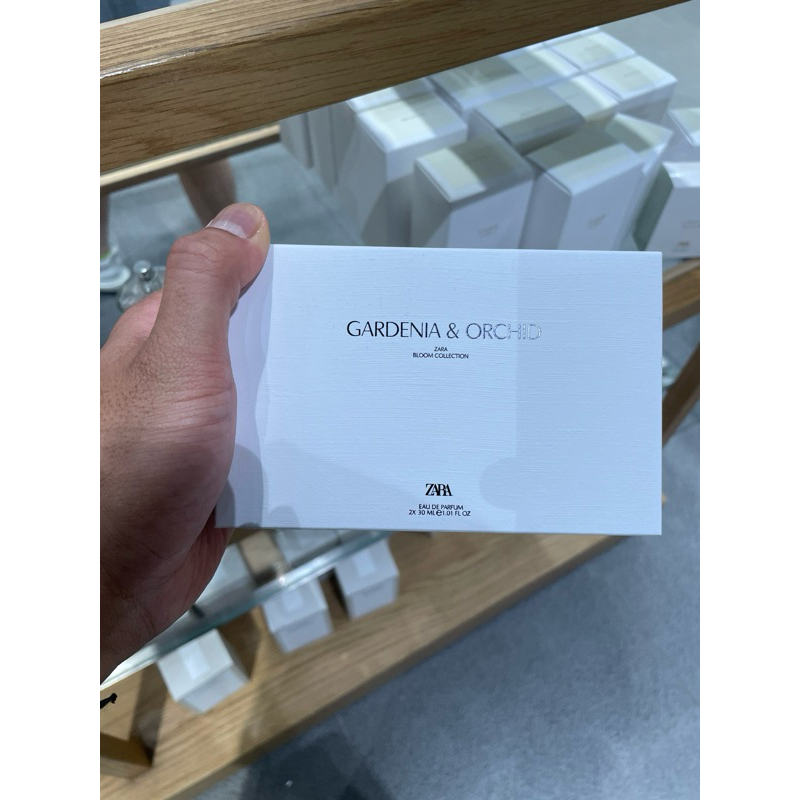 GARDENIA & ORCHID
ZARA
BLOOM COLLECTION
ZARA
EAU DE PARFUM
2X 30 ML ℮ 1.01 FL OZ